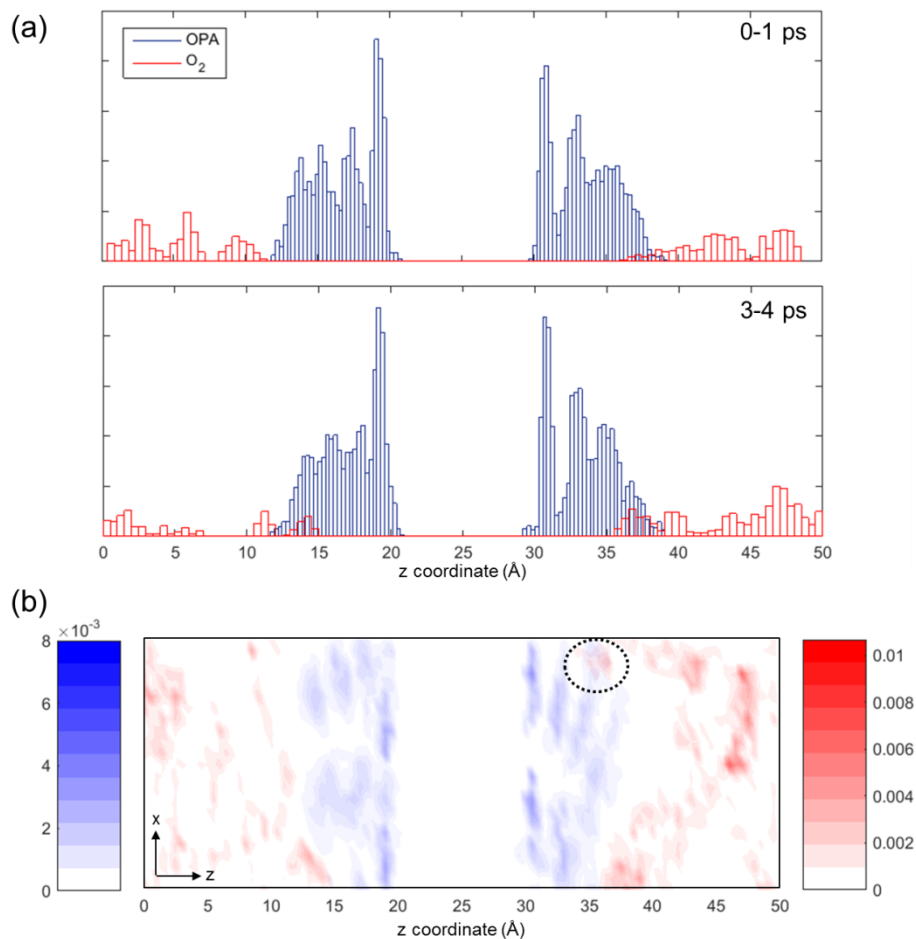 (a)
OPA
O₂
0-1 ps
3-4 ps
0 5 10 15 20 25 30 35 40 45 50
z coordinate (Å)
(b)
×10⁻³
8
6
4
2
0
x
z
0.01
0.008
0.006
0.004
0.002
0
0 5 10 15 20 25 30 35 40 45 50
z coordinate (Å)